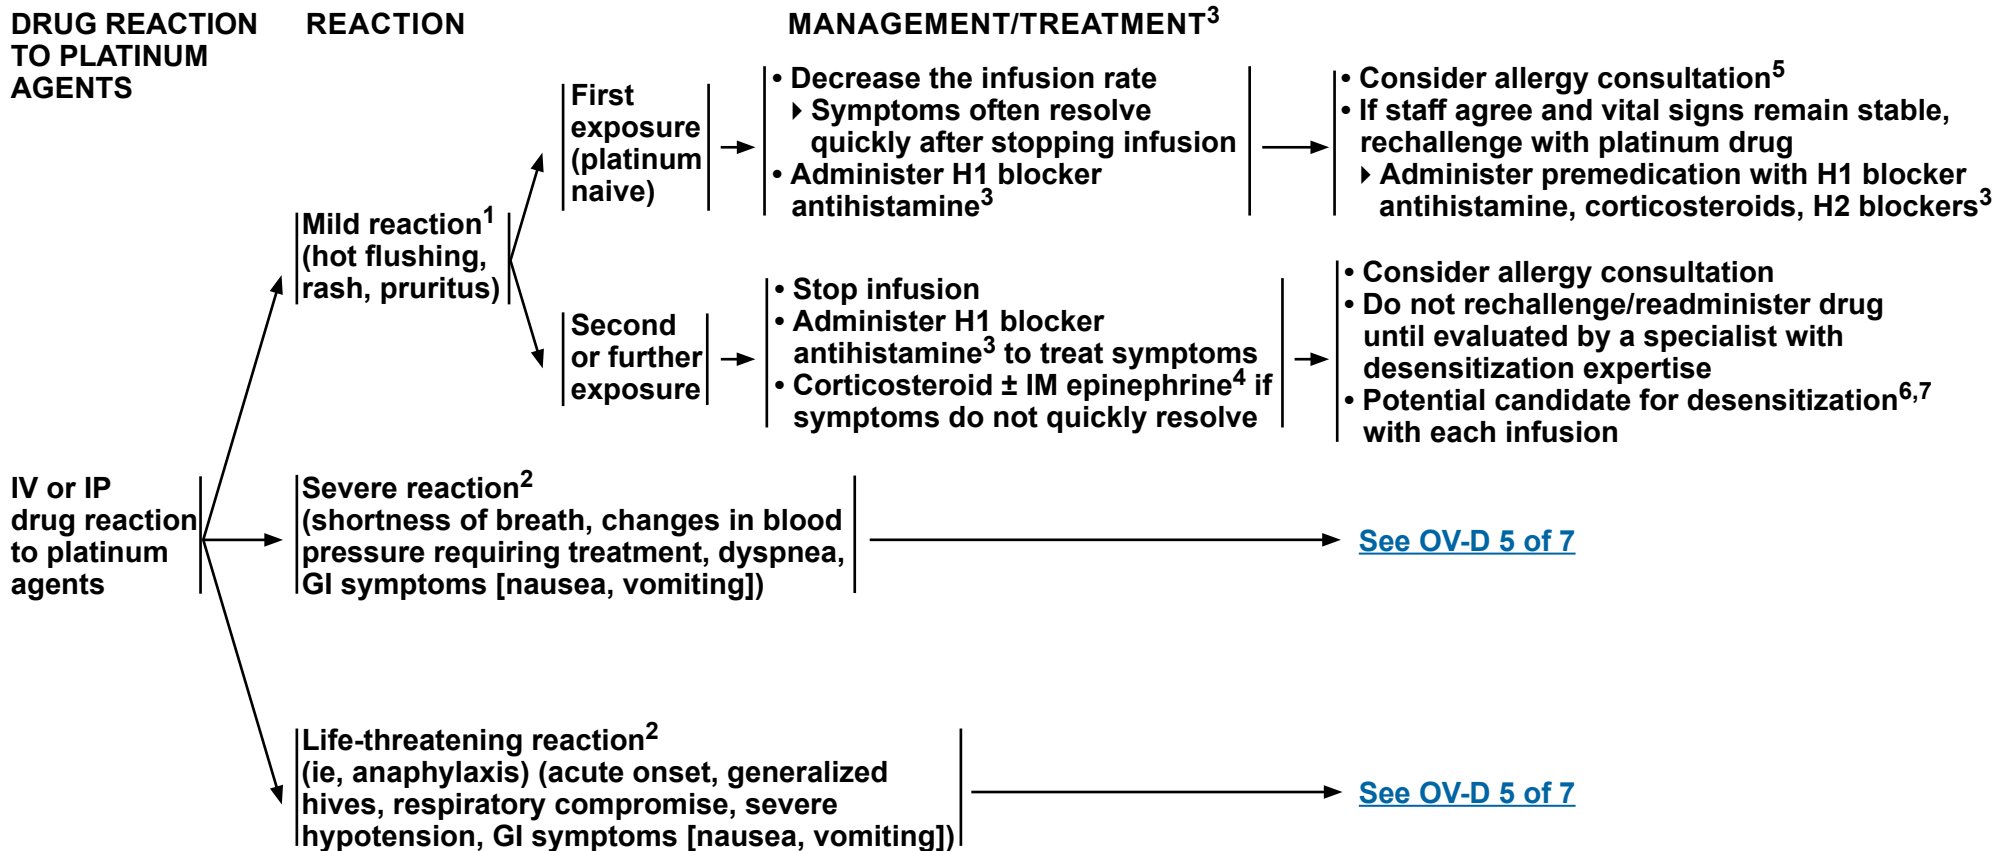 DRUG REACTION
TO PLATINUM
AGENTS
REACTION
MANAGEMENT/TREATMENT3
IV or IP
drug reaction
to platinum
agents
Mild reaction1
(hot flushing,
rash, pruritus)
First
exposure
(platinum
naive)
• Decrease the infusion rate
▸ Symptoms often resolve
quickly after stopping infusion
• Administer H1 blocker
antihistamine3
• Consider allergy consultation5
• If staff agree and vital signs remain stable,
rechallenge with platinum drug
▸ Administer premedication with H1 blocker
antihistamine, corticosteroids, H2 blockers3
Second
or further
exposure
• Stop infusion
• Administer H1 blocker
antihistamine3 to treat symptoms
• Corticosteroid ± IM epinephrine4 if
symptoms do not quickly resolve
• Consider allergy consultation
• Do not rechallenge/readminister drug
until evaluated by a specialist with
desensitization expertise
• Potential candidate for desensitization6,7
with each infusion
Severe reaction2
(shortness of breath, changes in blood
pressure requiring treatment, dyspnea,
GI symptoms [nausea, vomiting])
See OV-D 5 of 7
Life-threatening reaction2
(ie, anaphylaxis) (acute onset, generalized
hives, respiratory compromise, severe
hypotension, GI symptoms [nausea, vomiting])
See OV-D 5 of 7